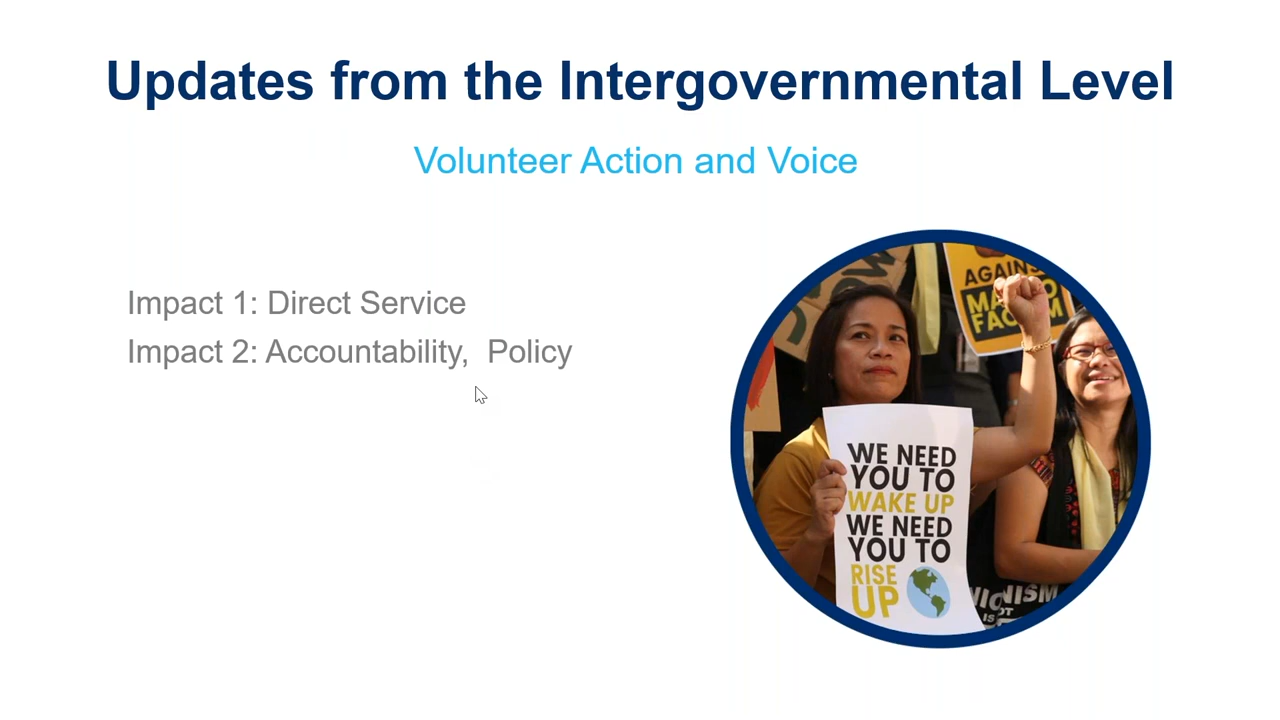 Updates from the Intergovernmental Level
Volunteer Action and Voice
Impact 1: Direct Service
Impact 2: Accountability,  Policy
AGAINST
WE NEED
YOU TO
WAKE UP
WE NEED
YOU TO
RISE
UP
IS